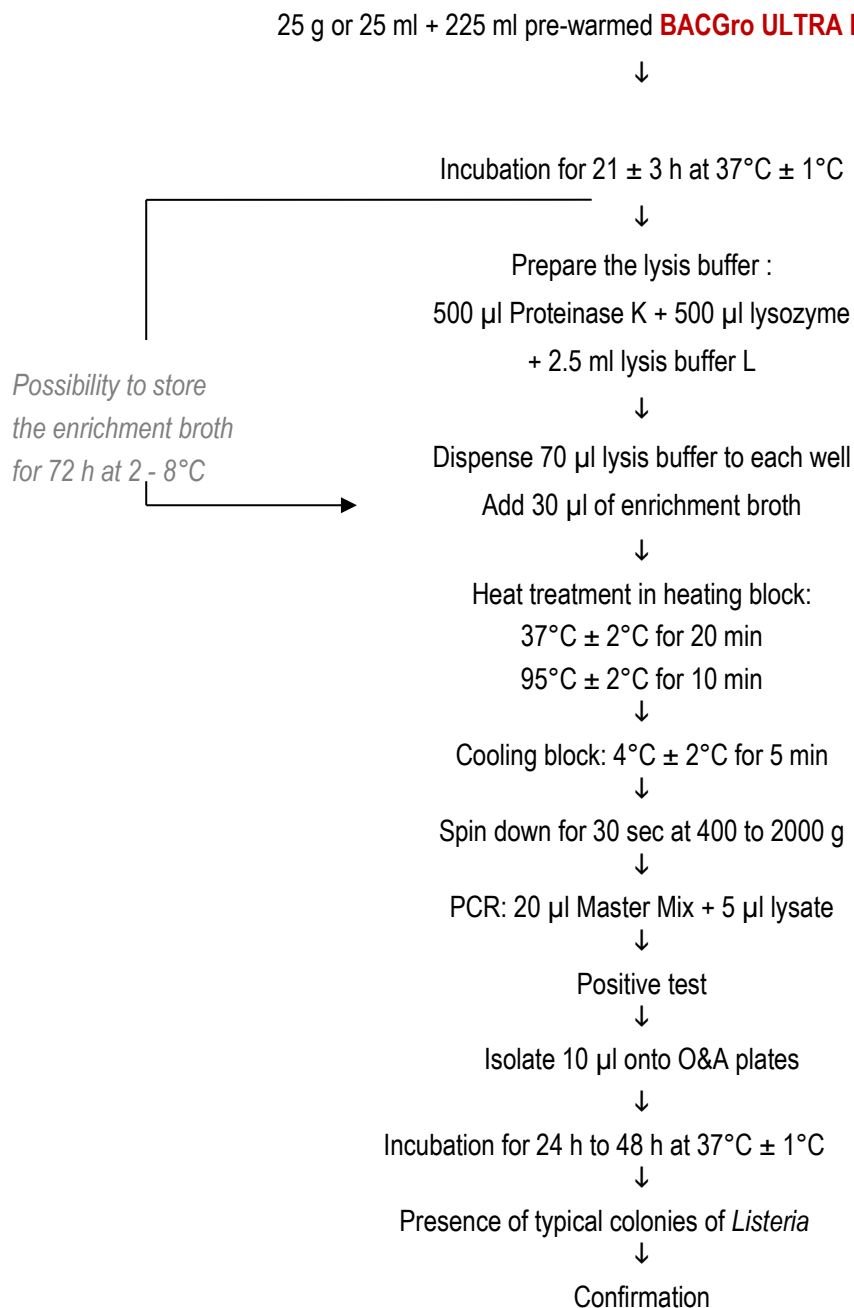 25 g or 25 ml + 225 ml pre-warmed BACGro ULTRA
↓
Incubation for 21 ± 3 h at 37°C ± 1°C
↓
Prepare the lysis buffer :
500 µl Proteinase K + 500 µl lysozyme
+ 2.5 ml lysis buffer L
↓
Possibility to store
the enrichment broth
for 72 h at 2 - 8°C
Dispense 70 µl lysis buffer to each well
Add 30 µl of enrichment broth
↓
Heat treatment in heating block:
37°C ± 2°C for 20 min
95°C ± 2°C for 10 min
↓
Cooling block: 4°C ± 2°C for 5 min
↓
Spin down for 30 sec at 400 to 2000 g
↓
PCR: 20 µl Master Mix + 5 µl lysate
↓
Positive test
↓
Isolate 10 µl onto O&A plates
↓
Incubation for 24 h to 48 h at 37°C ± 1°C
↓
Presence of typical colonies of Listeria
↓
Confirmation